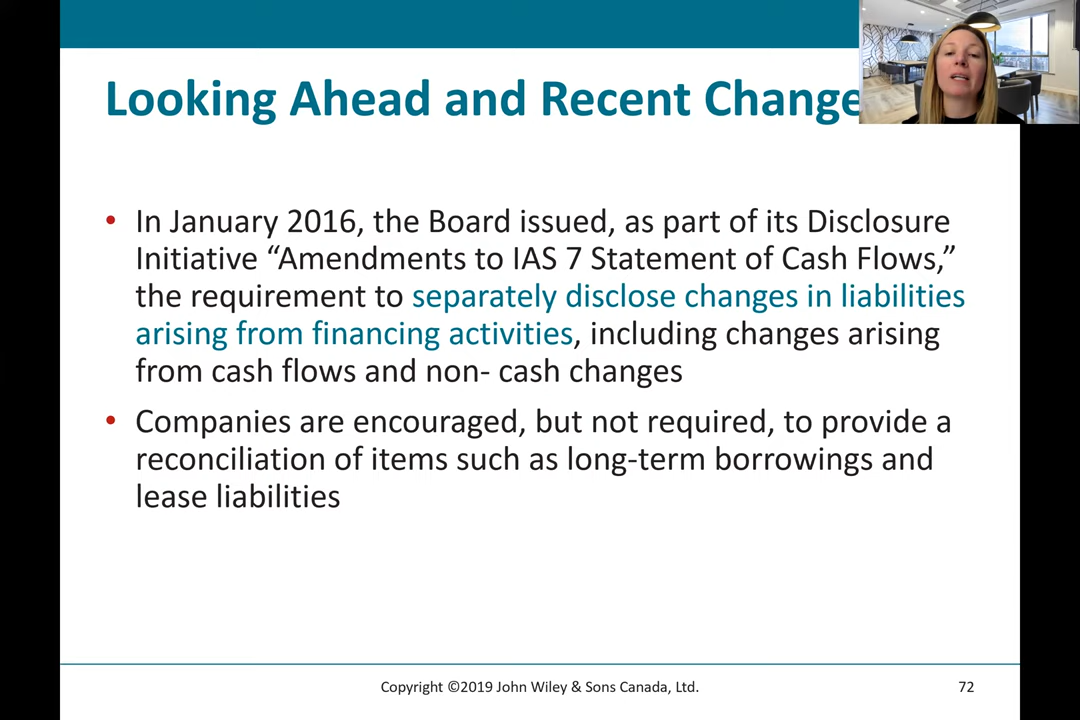 Looking Ahead and Recent Change
• In January 2016, the Board issued, as part of its Disclosure
Initiative “Amendments to IAS 7 Statement of Cash Flows,”
the requirement to separately disclose changes in liabilities
arising from financing activities, including changes arising
from cash flows and non- cash changes
• Companies are encouraged, but not required, to provide a
reconciliation of items such as long-term borrowings and
lease liabilities
Copyright ©2019 John Wiley & Sons Canada, Ltd.
72